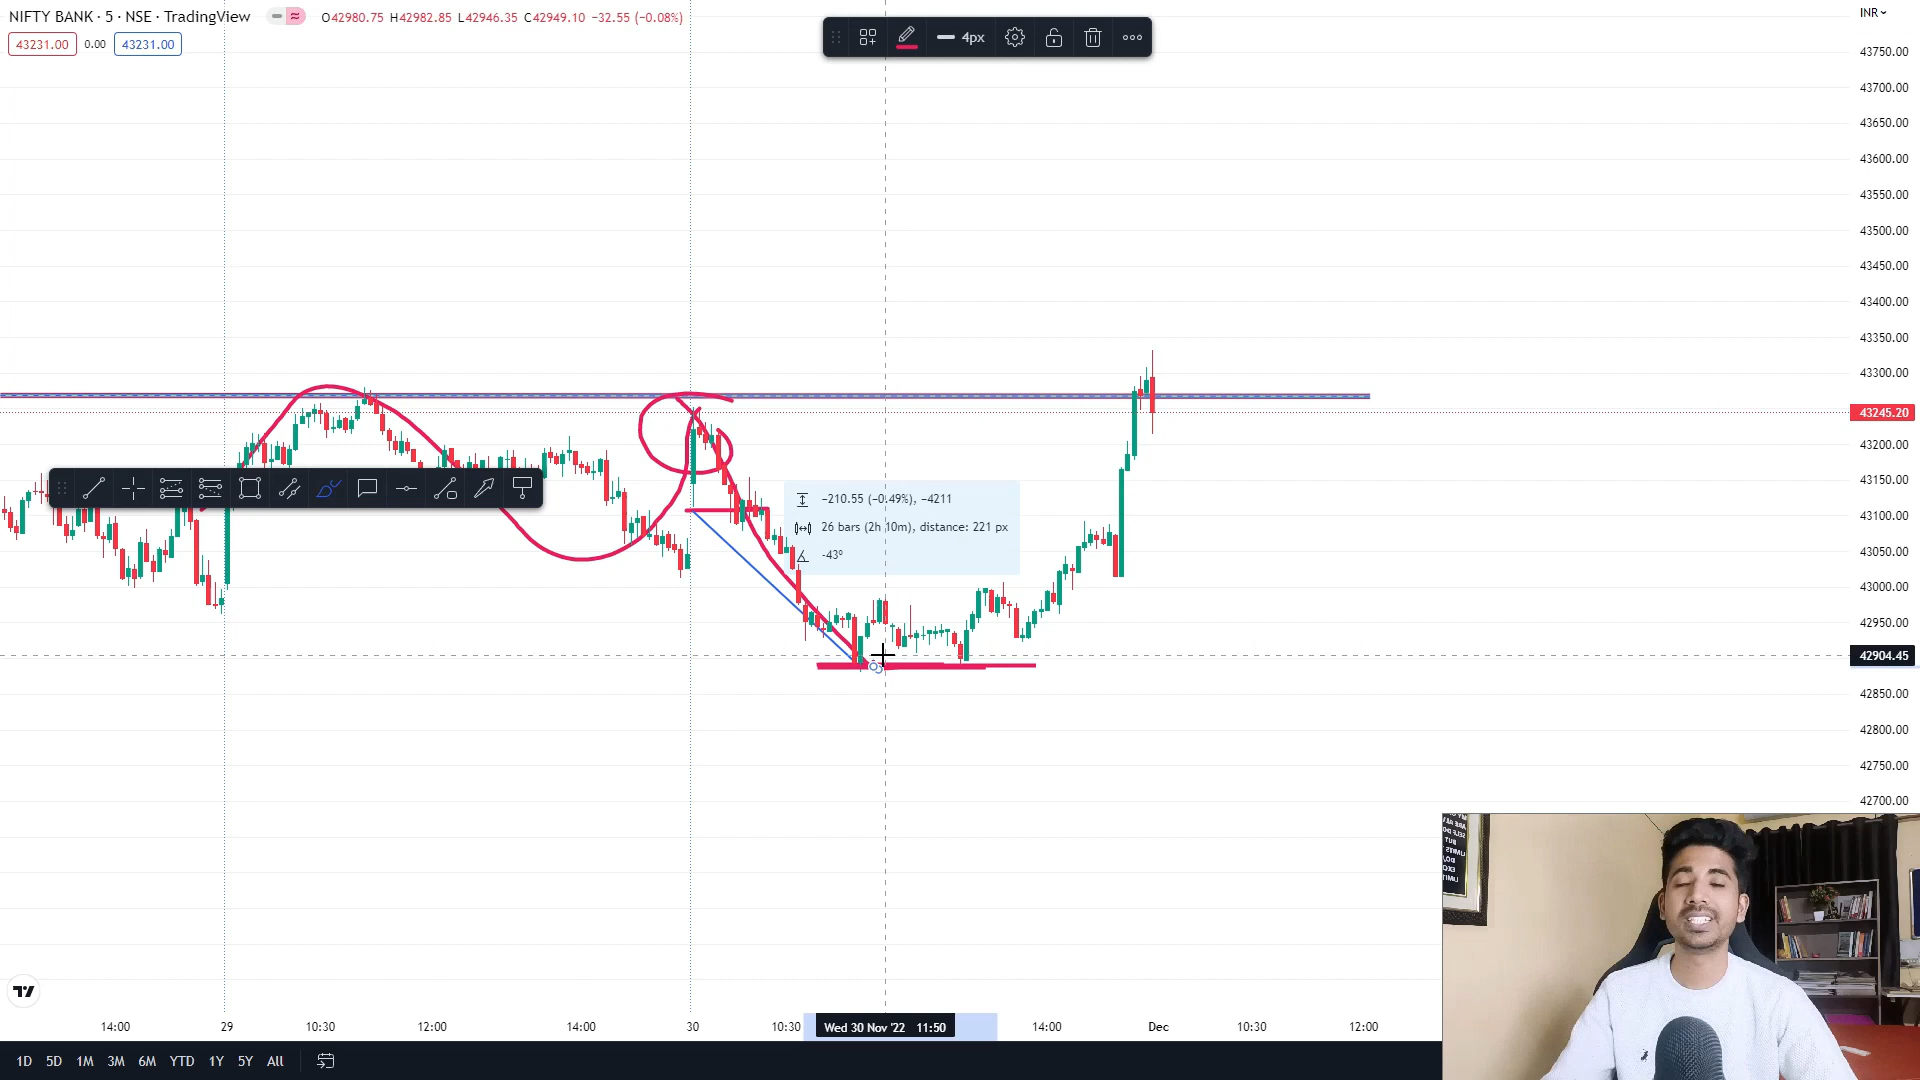 NIFTY BANK · 5 · NSE · TradingView O42980.75 H42982.85 L42946.35 C42949.10 −32.55 (−0.08%)
43231.00 0.00 43231.00
4px
INR
43750.00
43700.00
43650.00
43600.00
43550.00
43500.00
43450.00
43400.00
43350.00
43300.00
43245.20
43200.00
43150.00
43100.00
43050.00
43000.00
42950.00
42904.45
42850.00
42800.00
42750.00
42700.00
−210.55 (−0.49%), −4211
26 bars (2h 10m), distance: 221 px
-43º
14:00 29 10:30 12:00 14:00 30 10:30 Wed 30 Nov '22 11:50 14:00 Dec 10:30 12:00
1D 5D 1M 3M 6M YTD 1Y 5Y All